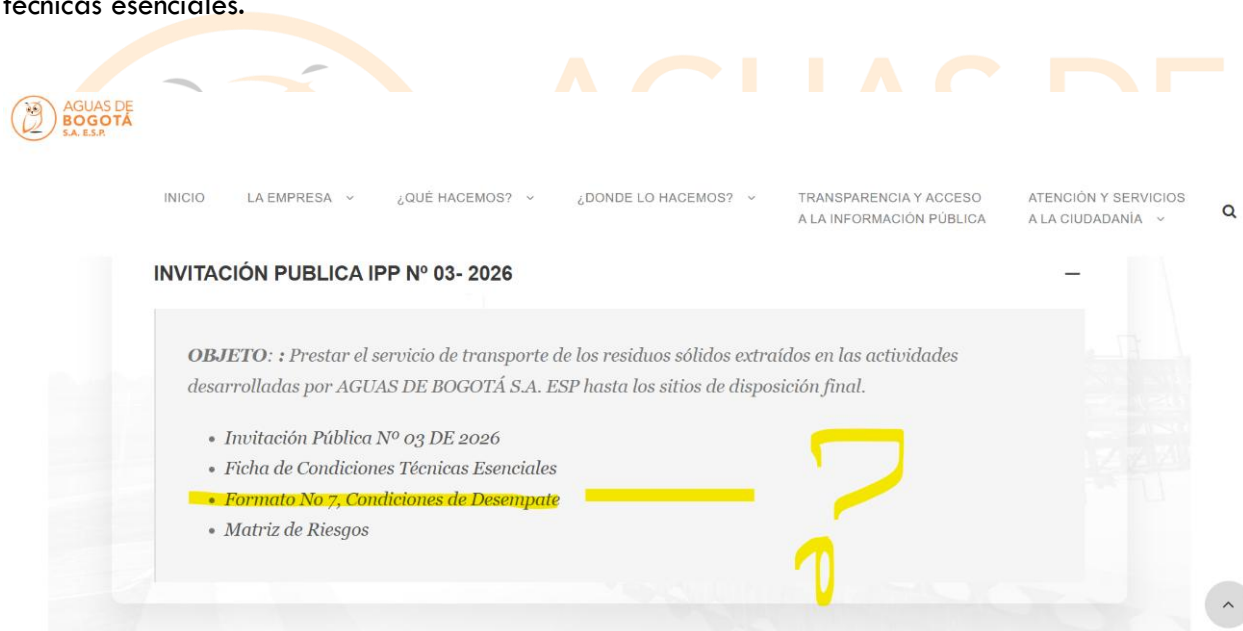 técnicas esenciales.
AGUAS DE
AGUAS DE
BOGOTÁ
S.A. E.S.P.
INICIO LA EMPRESA ¿QUÉ HACEMOS? ¿DONDE LO HACEMOS? TRANSPARENCIA Y ACCESO A LA INFORMACIÓN PÚBLICA ATENCIÓN Y SERVICIOS A LA CIUDADANÍA
INVITACIÓN PUBLICA IPP Nº 03- 2026
OBJETO: : Prestar el servicio de transporte de los residuos sólidos extraídos en las actividades
desarrolladas por AGUAS DE BOGOTÁ S.A. ESP hasta los sitios de disposición final.
• Invitación Pública Nº 03 DE 2026
• Ficha de Condiciones Técnicas Esenciales
• Formato No 7, Condiciones de Desempate ?
• Matriz de Riesgos